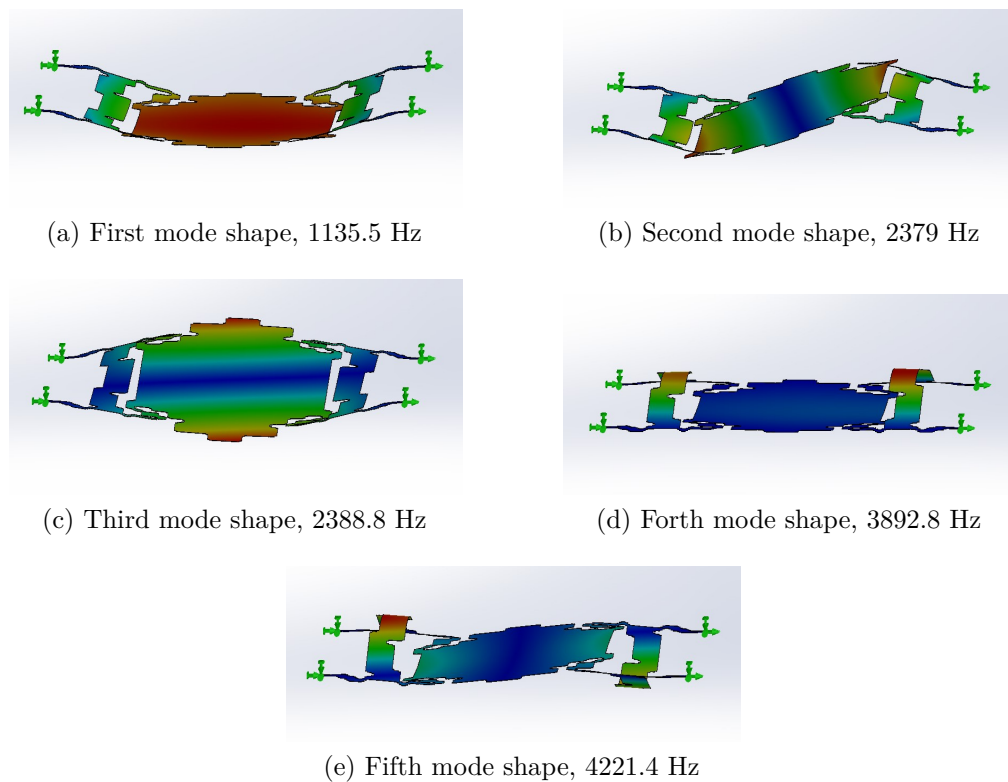 (a) First mode shape, 1135.5 Hz
(b) Second mode shape, 2379 Hz
(c) Third mode shape, 2388.8 Hz
(d) Forth mode shape, 3892.8 Hz
(e) Fifth mode shape, 4221.4 Hz